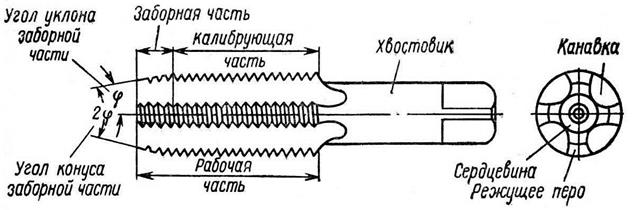 Угол уклона
заборной
части
Заборная часть
калибрующая
часть
Хвостовик
Канавка
φ
2φ
Угол конуса
заборной части
Рабочая
часть
Сердцевина
Режущее перо